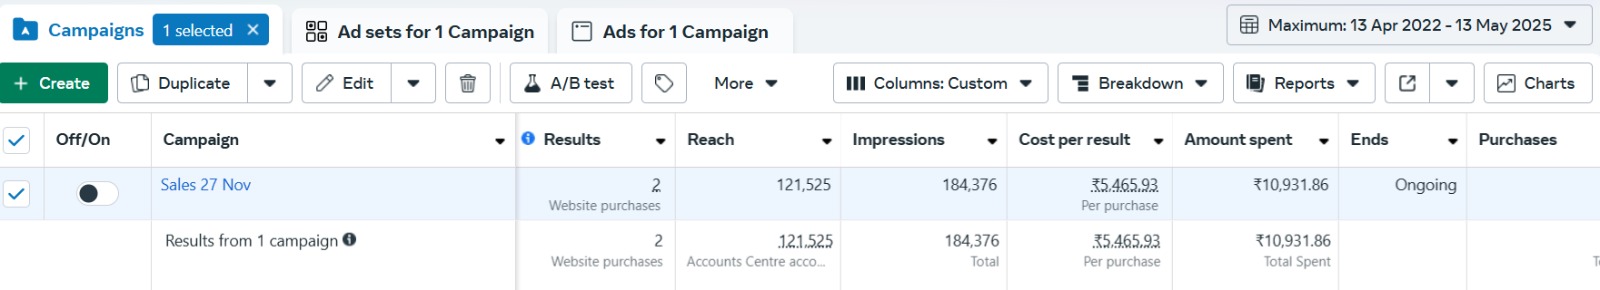 Campaigns 1 selected × Ad sets for 1 Campaign Ads for 1 Campaign Maximum: 13 Apr 2022 - 13 May 2025
+ Create Duplicate Edit A/B test More Columns: Custom Breakdown Reports Charts
Off/On Campaign Results Reach Impressions Cost per result Amount spent Ends Purchases
Sales 27 Nov 2 121,525 184,376 ₹5,465.93 ₹10,931.86 Ongoing
Website purchases Per purchase
Results from 1 campaign 2 121,525 184,376 ₹5,465.93 ₹10,931.86
Website purchases Accounts Centre acco... Total Per purchase Total Spent